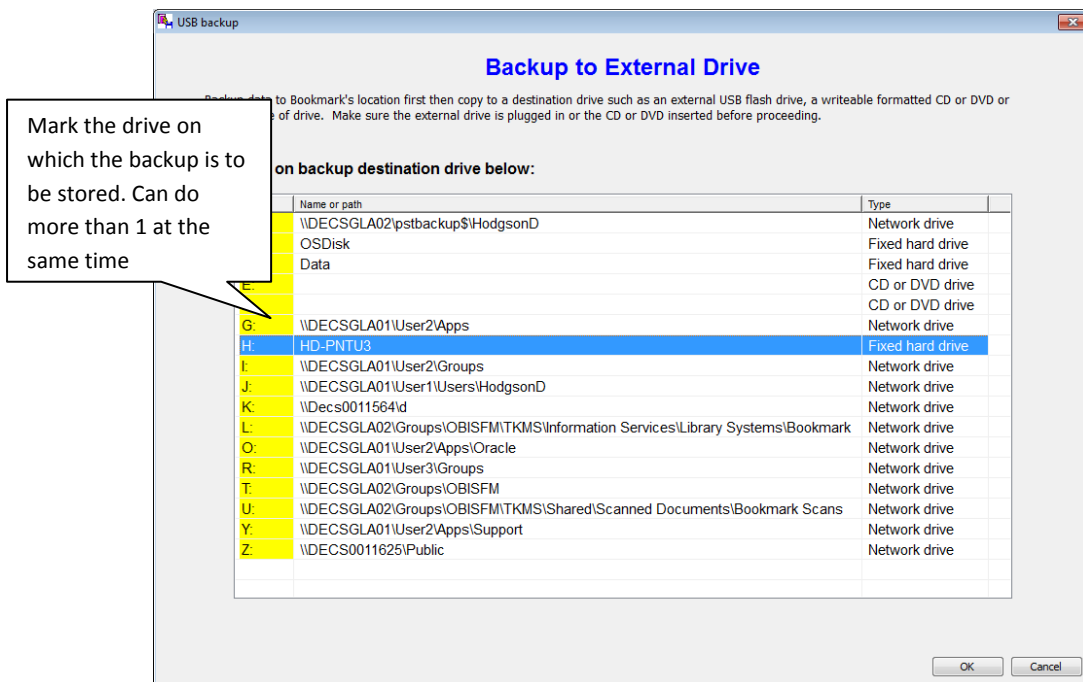 USB backup
Backup to External Drive
to Bookmark's location first then copy to a destination drive such as an external USB flash drive, a writeable formatted CD or DVD or
of drive. Make sure the external drive is plugged in or the CD or DVD inserted before proceeding.
Mark the drive on
which the backup is to
be stored. Can do
more than 1 at the
same time
on backup destination drive below:
Name or path Type
\\DECSGLA02\pstbackup$\HodgsonD Network drive
OSDisk Fixed hard drive
Data Fixed hard drive
E: CD or DVD drive
CD or DVD drive
G: \\DECSGLA01\User2\Apps Network drive
H: HD-PNTU3 Fixed hard drive
I: \\DECSGLA01\User2\Groups Network drive
J: \\DECSGLA01\User1\Users\HodgsonD Network drive
K: \\Decs0011564\d Network drive
L: \\DECSGLA02\Groups\OBISFM\TKMS\Information Services\Library Systems\Bookmark Network drive
O: \\DECSGLA01\User2\Apps\Oracle Network drive
R: \\DECSGLA01\User3\Groups Network drive
T: \\DECSGLA02\Groups\OBISFM Network drive
U: \\DECSGLA02\Groups\OBISFM\TKMS\Shared\Scanned Documents\Bookmark Scans Network drive
Y: \\DECSGLA01\User2\Apps\Support Network drive
Z: \\DECS0011625\Public Network drive
OK Cancel